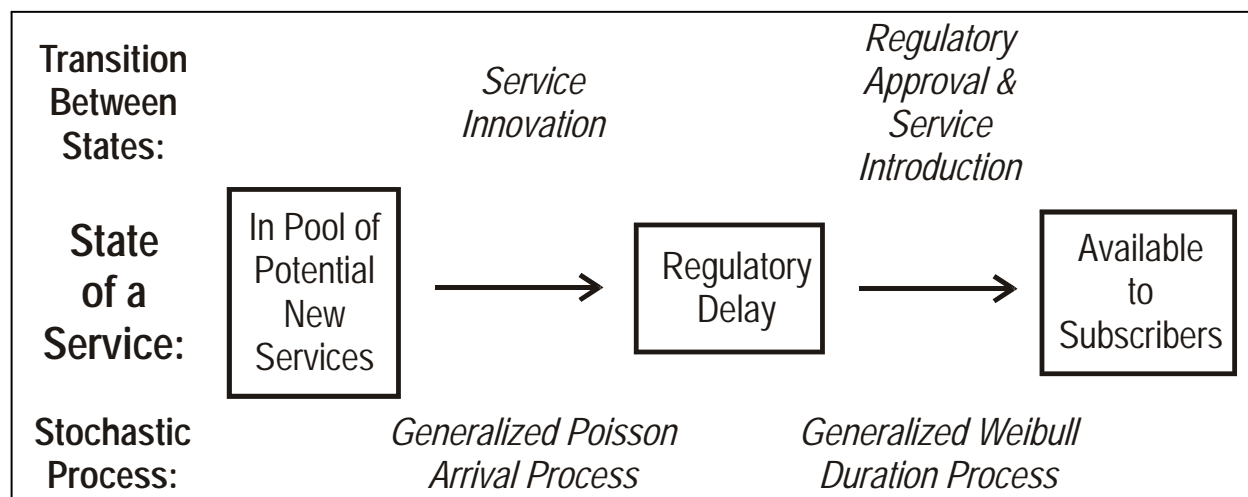 Transition
Between
States:
Service
Innovation
Regulatory
Approval &
Service
Introduction
State
of a
Service:
In Pool of
Potential
New
Services
Regulatory
Delay
Available
to
Subscribers
Stochastic
Process:
Generalized Poisson
Arrival Process
Generalized Weibull
Duration Process